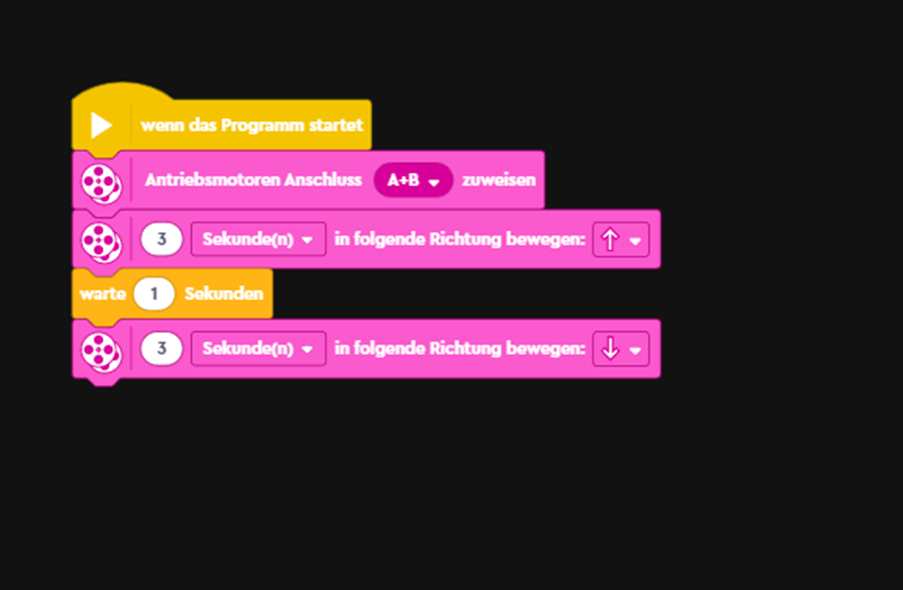 wenn das Programm startet
Antriebsmotoren Anschluss A+B zuweisen
3 Sekunde(n) in folgende Richtung bewegen: ↑
warte 1 Sekunden
3 Sekunde(n) in folgende Richtung bewegen: ↓